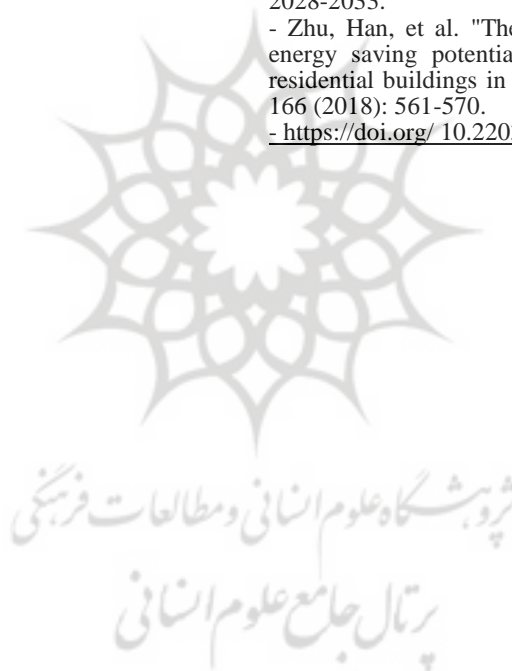 2028-2033.
- Zhu, Han, et al. "The
energy saving potentia
residential buildings in
166 (2018): 561-570.
- https://doi.org/ 10.220
پژوهشگاه علوم انسانی و مطالعات فرهنگی
پرتال جامع علوم انسانی